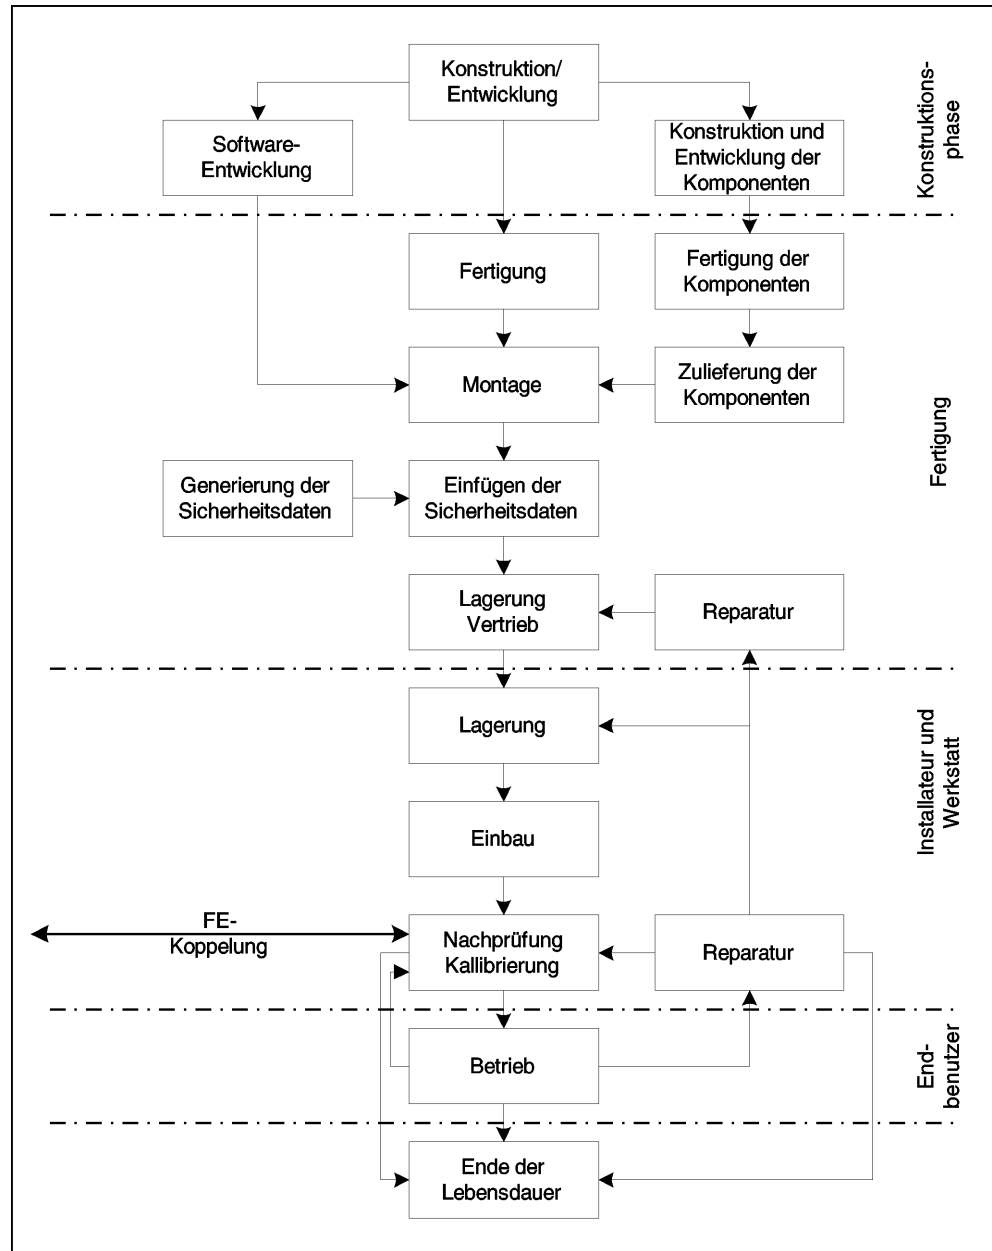 Konstruktion/
Entwicklung
Software-
Entwicklung
Konstruktion und
Entwicklung der
Komponenten
Konstruktions-
phase
Fertigung
Fertigung der
Komponenten
Montage
Zulieferung der
Komponenten
Fertigung
Generierung der
Sicherheitsdaten
Einfügen der
Sicherheitsdaten
Lagerung
Vertrieb
Reparatur
Lagerung
Einbau
Installateur und
Werkstatt
FE-
Koppelung
Nachprüfung
Kallibrierung
Reparatur
Betrieb
End-
benutzer
Ende der
Lebensdauer